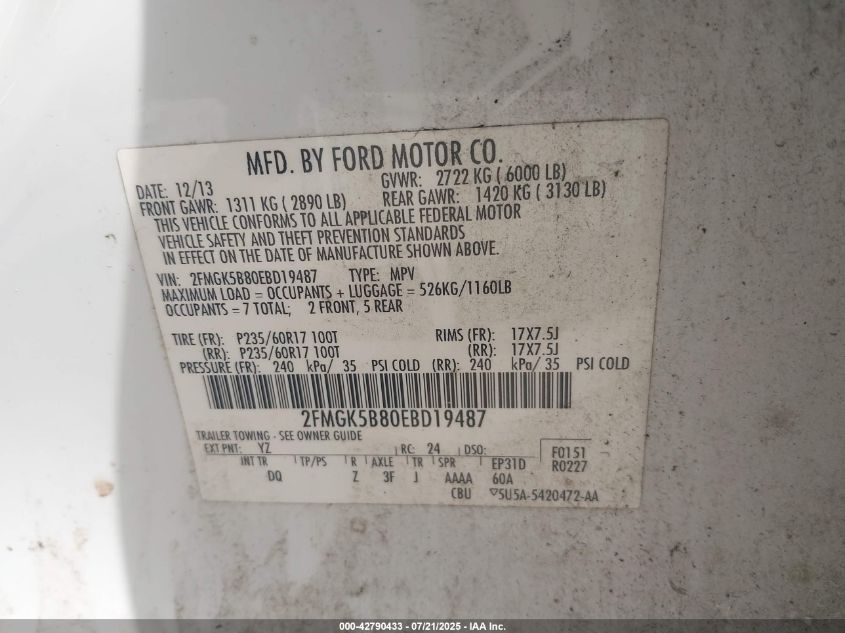 MFD. BY FORD MOTOR CO.
DATE: 12/13 GVWR: 2722 KG ( 6000 LB)
FRONT GAWR: 1311 KG ( 2890 LB) REAR GAWR: 1420 KG ( 3130 LB)
THIS VEHICLE CONFORMS TO ALL APPLICABLE FEDERAL MOTOR
VEHICLE SAFETY AND THEFT PREVENTION STANDARDS
IN EFFECT ON THE DATE OF MANUFACTURE SHOWN ABOVE.
VIN: 2FMGK5B80EBD19487 TYPE: MPV
MAXIMUM LOAD = OCCUPANTS + LUGGAGE = 526KG/1160LB
OCCUPANTS = 7 TOTAL; 2 FRONT, 5 REAR
TIRE (FR): P235/60R17 100T RIMS (FR): 17X7.5J
(RR): P235/60R17 100T (RR): 17X7.5J
PRESSURE (FR): 240 kPa/ 35 PSI COLD (RR): 240 kPa/ 35 PSI COLD
2FMGK5B80EBD19487
TRAILER TOWING - SEE OWNER GUIDE
EXT PNT: YZ RC: 24 DSO: F0151
INT TR TP/PS R AXLE TR SPR EP31D R0227
DQ Z 3F J AAAA 60A
CBU 5U5A-5420472-AA
000-42790433 - 07/21/2025 - IAA Inc.